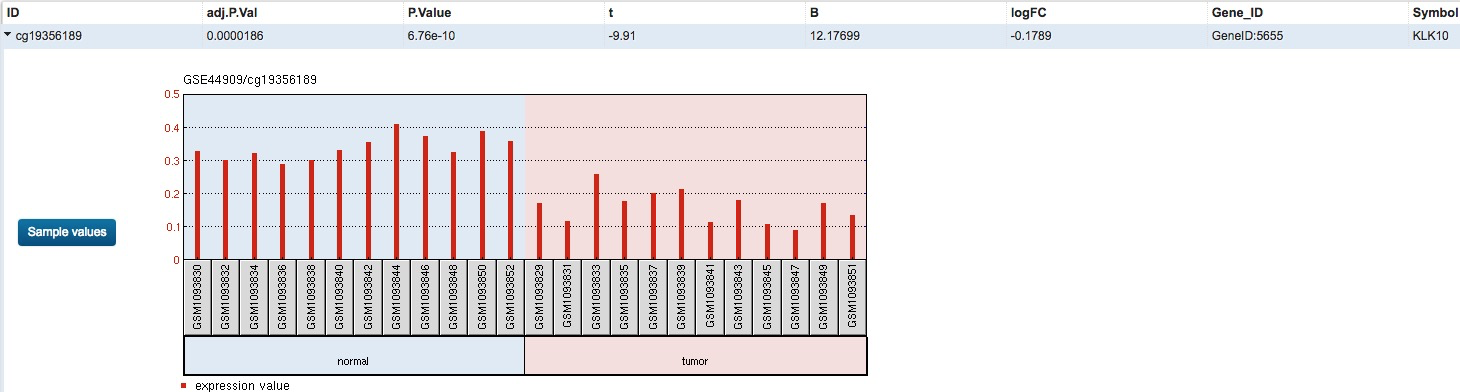 ID adj.P.Val P.Value t B logFC Gene_ID Symbol
cg19356189 0.0000186 6.76e-10 -9.91 12.17699 -0.1789 GeneID:5655 KLK10
GSE44909/cg19356189
0.5
0.4
0.3
0.2
0.1
0
Sample values
GSM1093830 GSM1093832 GSM1093834 GSM1093836 GSM1093838 GSM1093840 GSM1093842 GSM1093844 GSM1093846 GSM1093848 GSM1093850 GSM1093852 GSM1093829 GSM1093831 GSM1093833 GSM1093835 GSM1093837 GSM1093839 GSM1093841 GSM1093843 GSM1093845 GSM1093847 GSM1093849 GSM1093851
normal tumor
expression value